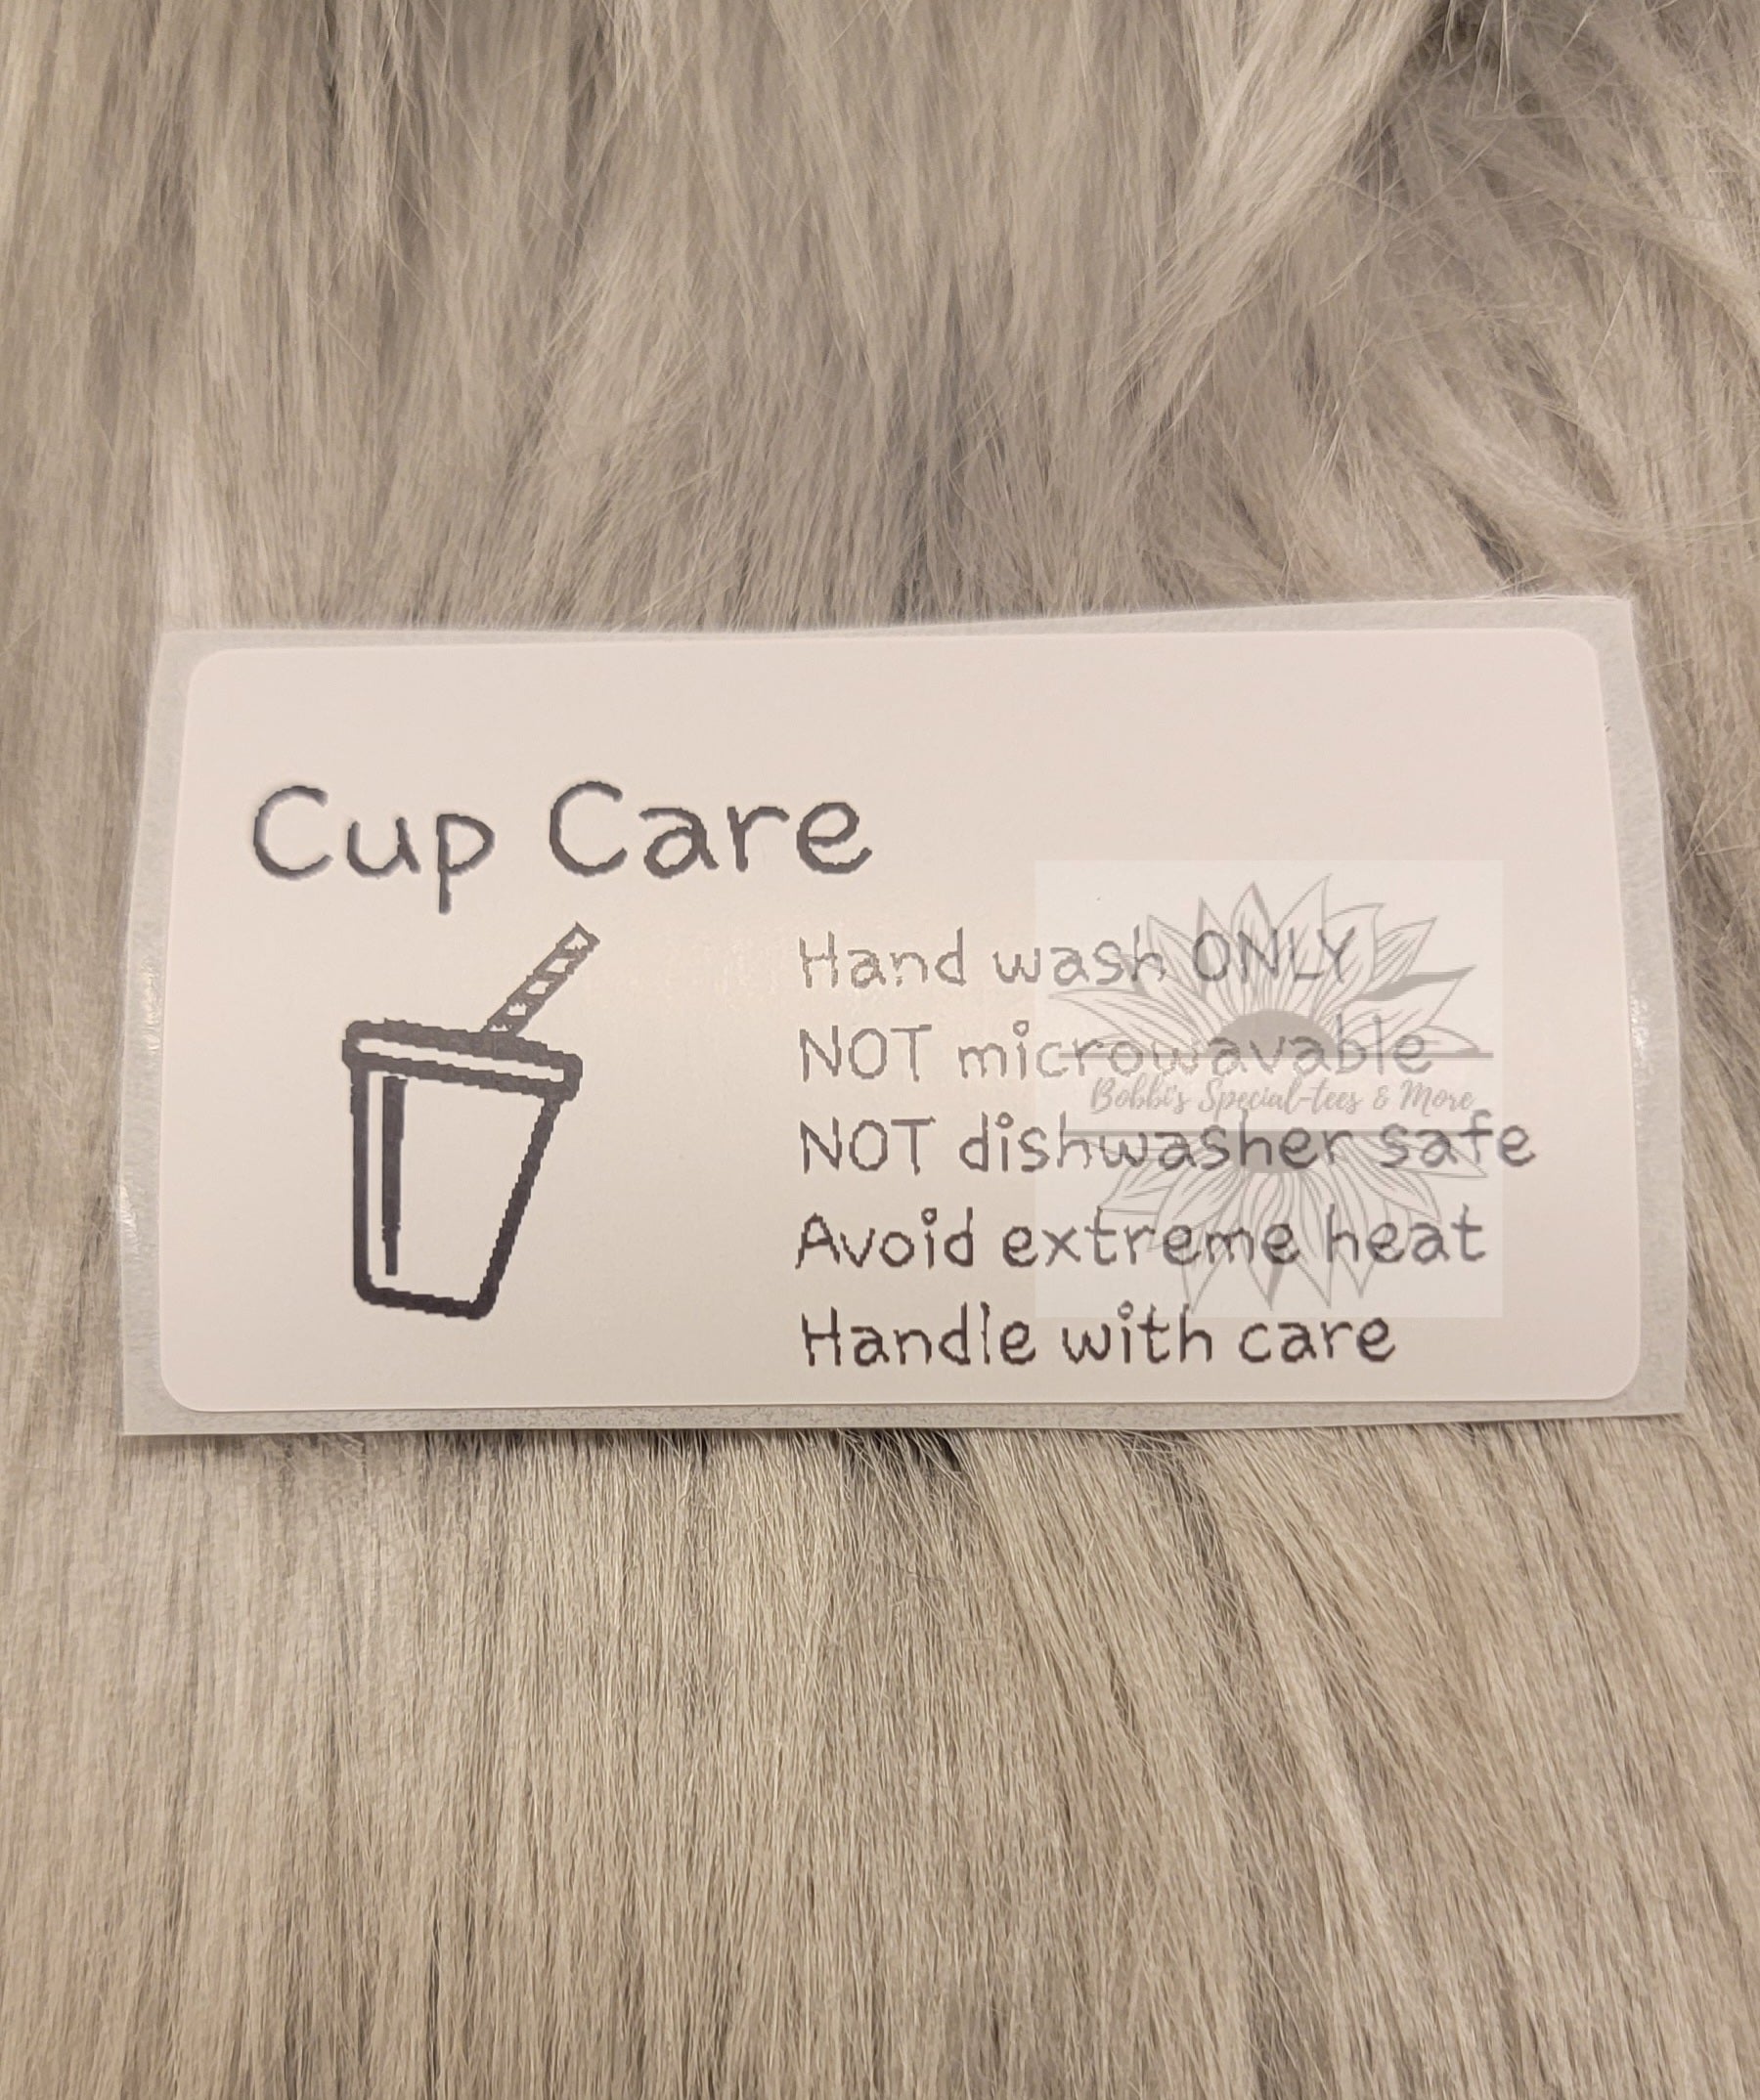 Cup Care
Hand wash ONLY
NOT microwavable
Bobbi's Special-tees & More
NOT dishwasher safe
Avoid extreme heat
Handle with care